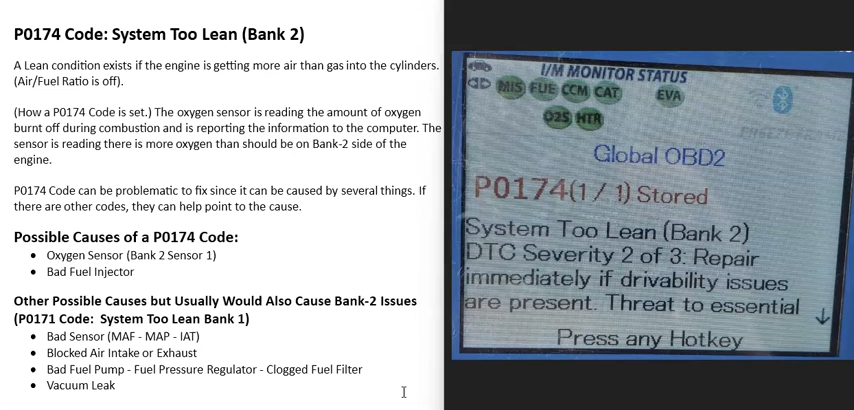 P0174 Code: System Too Lean (Bank 2)
A Lean condition exists if the engine is getting more air than gas into the cylinders.
(Air/Fuel Ratio is off).
(How a P0174 Code is set.) The oxygen sensor is reading the amount of oxygen
burnt off during combustion and is reporting the information to the computer. The
sensor is reading there is more oxygen than should be on Bank-2 side of the
engine.
P0174 Code can be problematic to fix since it can be caused by several things. If
there are other codes, they can help point to the cause.
Possible Causes of a P0174 Code:
• Oxygen Sensor (Bank 2 Sensor 1)
• Bad Fuel Injector
Other Possible Causes but Usually Would Also Cause Bank-2 Issues
(P0171 Code:  System Too Lean Bank 1)
• Bad Sensor (MAF - MAP - IAT)
• Blocked Air Intake or Exhaust
• Bad Fuel Pump - Fuel Pressure Regulator - Clogged Fuel Filter
• Vacuum Leak
I/M MONITOR STATUS
MIS FUE CCM CAT EVA
O2S HTR
Global OBD2
P0174(1 / 1) Stored
System Too Lean (Bank 2)
DTC Severity 2 of 3: Repair
immediately if drivability issues
are present. Threat to essential
Press any Hotkey